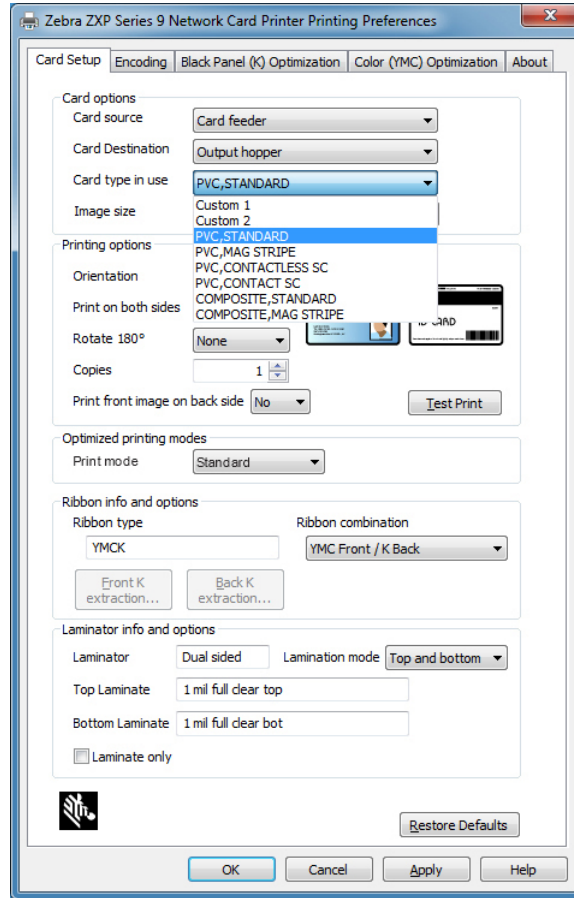 Zebra ZXP Series 9 Network Card Printer Printing Preferences
Card Setup Encoding Black Panel (K) Optimization Color (YMC) Optimization About
Card options
Card source Card feeder
Card Destination Output hopper
Card type in use PVC,STANDARD
Image size Custom 1
Custom 2
PVC,STANDARD
Printing options PVC,MAG STRIPE
Orientation PVC,CONTACTLESS SC
PVC,CONTACT SC
Print on both sides COMPOSITE,STANDARD
COMPOSITE,MAG STRIPE
ID CARD
Rotate 180° None
Copies 1
Print front image on back side No Test Print
Optimized printing modes
Print mode Standard
Ribbon info and options
Ribbon type Ribbon combination
YMCK YMC Front / K Back
Front K extraction... Back K extraction...
Laminator info and options
Laminator Dual sided Lamination mode Top and bottom
Top Laminate 1 mil full clear top
Bottom Laminate 1 mil full clear bot
Laminate only
Restore Defaults
OK Cancel Apply Help